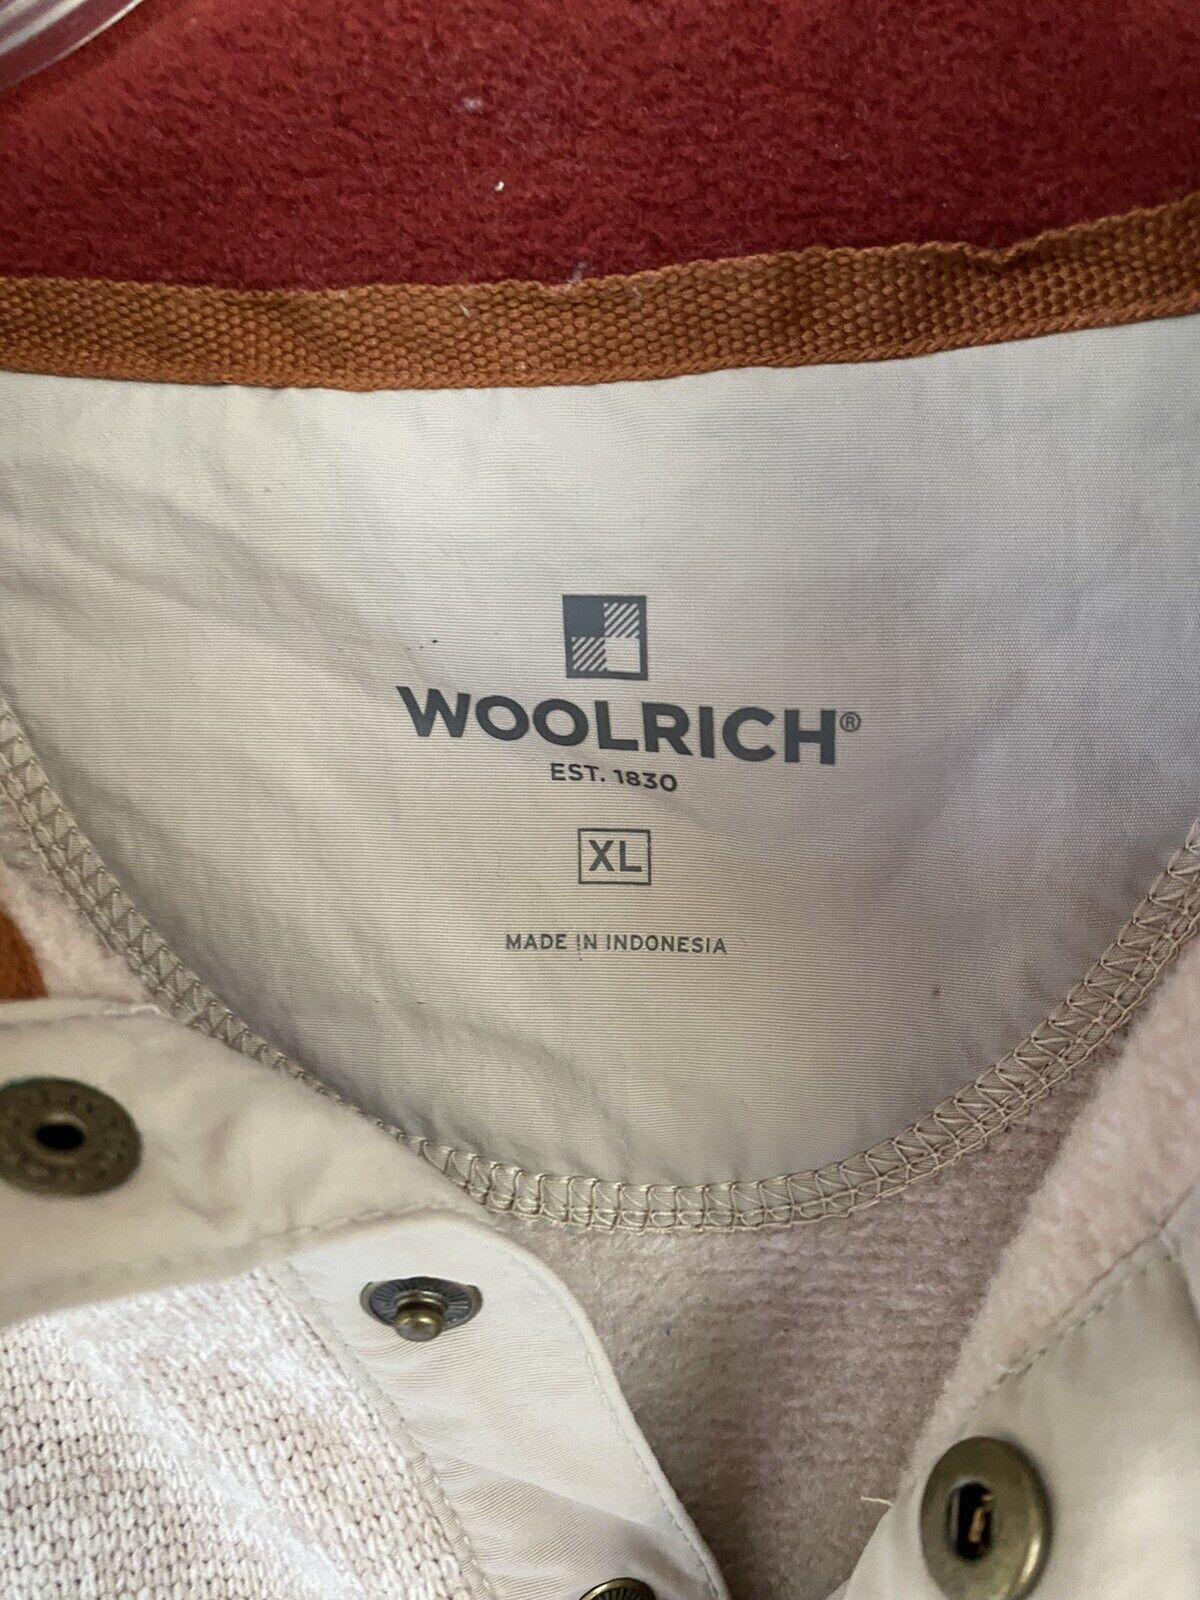 WOOLRICH®
EST. 1830
XL
MADE IN INDONESIA